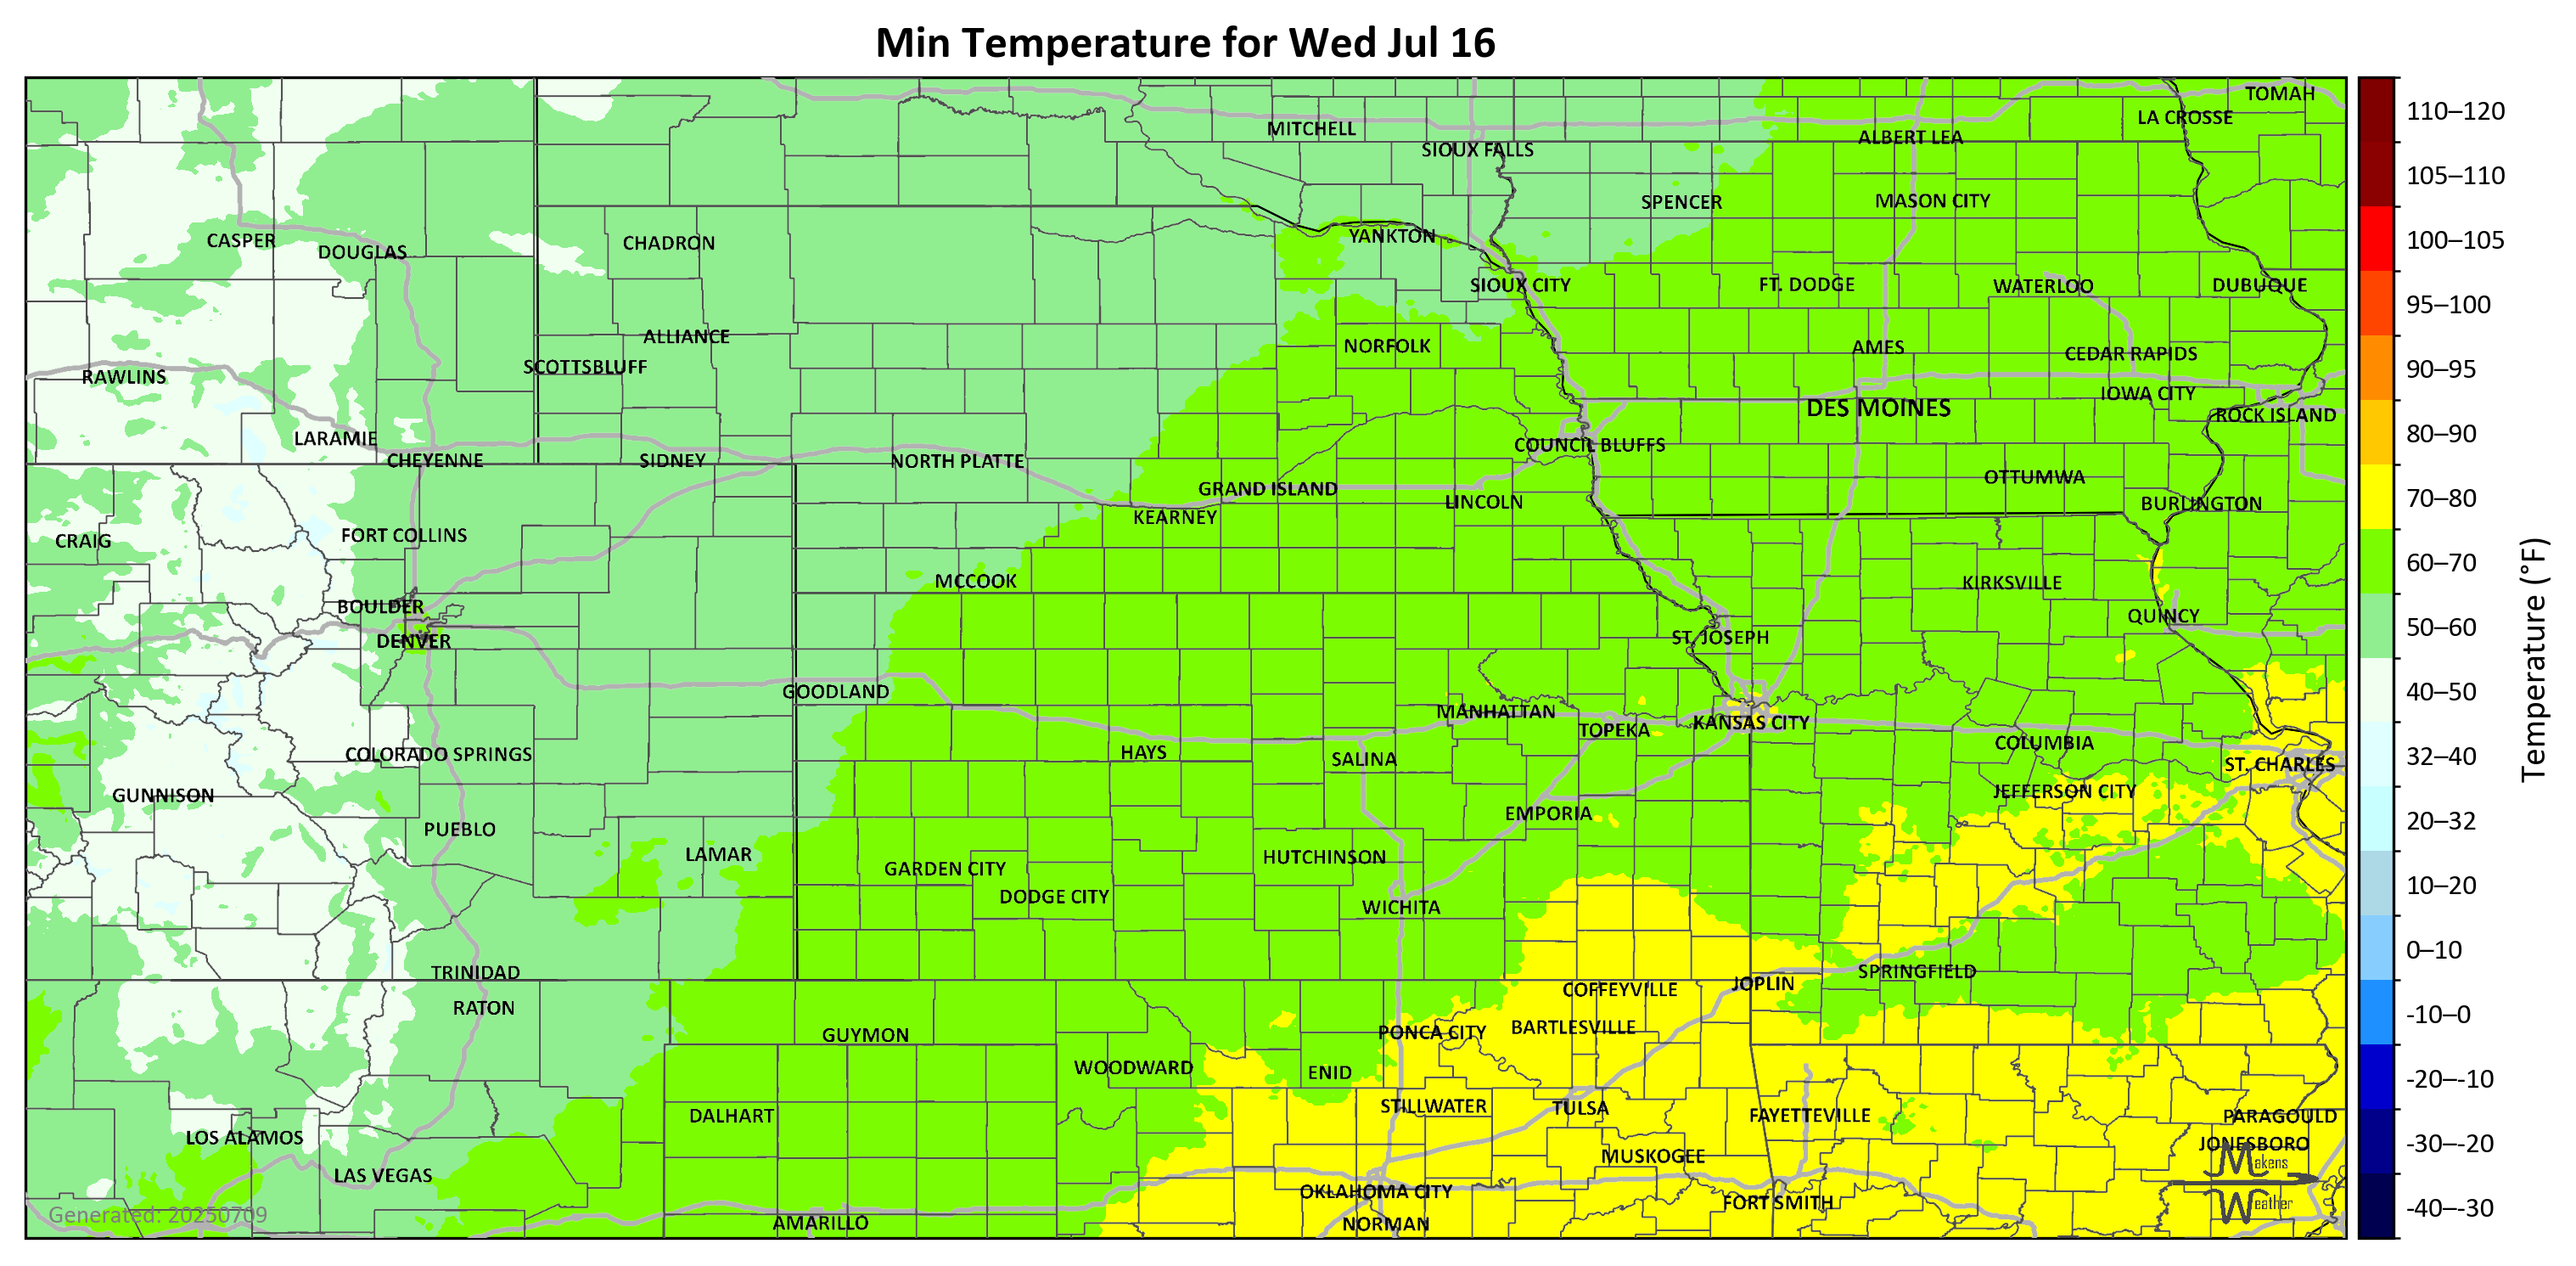 Min Temperature for Wed Jul 16
TOMAH
LA CROSSE
MITCHELL
ALBERT LEA
SIOUX FALLS
SPENCER
MASON CITY
CASPER
DOUGLAS
CHADRON
YANKTON
SIOUX CITY
FT. DODGE
WATERLOO
DUBUQUE
ALLIANCE
NORFOLK
AMES
CEDAR RAPIDS
SCOTTSBLUFF
RAWLINS
IOWA CITY
DES MOINES
ROCK ISLAND
LARAMIE
COUNCIL BLUFFS
CHEYENNE
SIDNEY
NORTH PLATTE
OTTUMWA
GRAND ISLAND
LINCOLN
BURLINGTON
KEARNEY
FORT COLLINS
CRAIG
MCCOOK
KIRKSVILLE
BOULDER
QUINCY
DENVER
ST. JOSEPH
GOODLAND
MANHATTAN
TOPEKA
KANSAS CITY
COLUMBIA
COLORADO SPRINGS
HAYS
SALINA
ST. CHARLES
GUNNISON
JEFFERSON CITY
EMPORIA
PUEBLO
LAMAR
HUTCHINSON
GARDEN CITY
DODGE CITY
WICHITA
TRINIDAD
SPRINGFIELD
JOPLIN
COFFEYVILLE
RATON
GUYMON
PONCA CITY
BARTLESVILLE
WOODWARD
ENID
STILLWATER
TULSA
DALHART
FAYETTEVILLE
PARAGOULD
LOS ALAMOS
JONESBORO
MUSKOGEE
LAS VEGAS
OKLAHOMA CITY
FORT SMITH
AMARILLO
NORMAN
Generated: 20250709
Makens
Weather
110–120
105–110
100–105
95–100
90–95
80–90
70–80
60–70
50–60
40–50
32–40
20–32
10–20
0–10
-10–0
-20–-10
-30–-20
-40–-30
Temperature (°F)